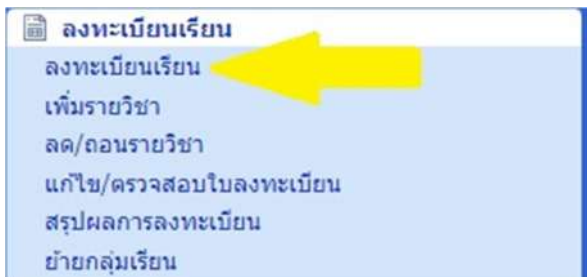 ลงทะเบียนเรียน
ลงทะเบียนเรียน
เพิ่มรายวิชา
ลด/ถอนรายวิชา
แก้ไข/ตรวจสอบใบลงทะเบียน
สรุปผลการลงทะเบียน
ย้ายกลุ่มเรียน